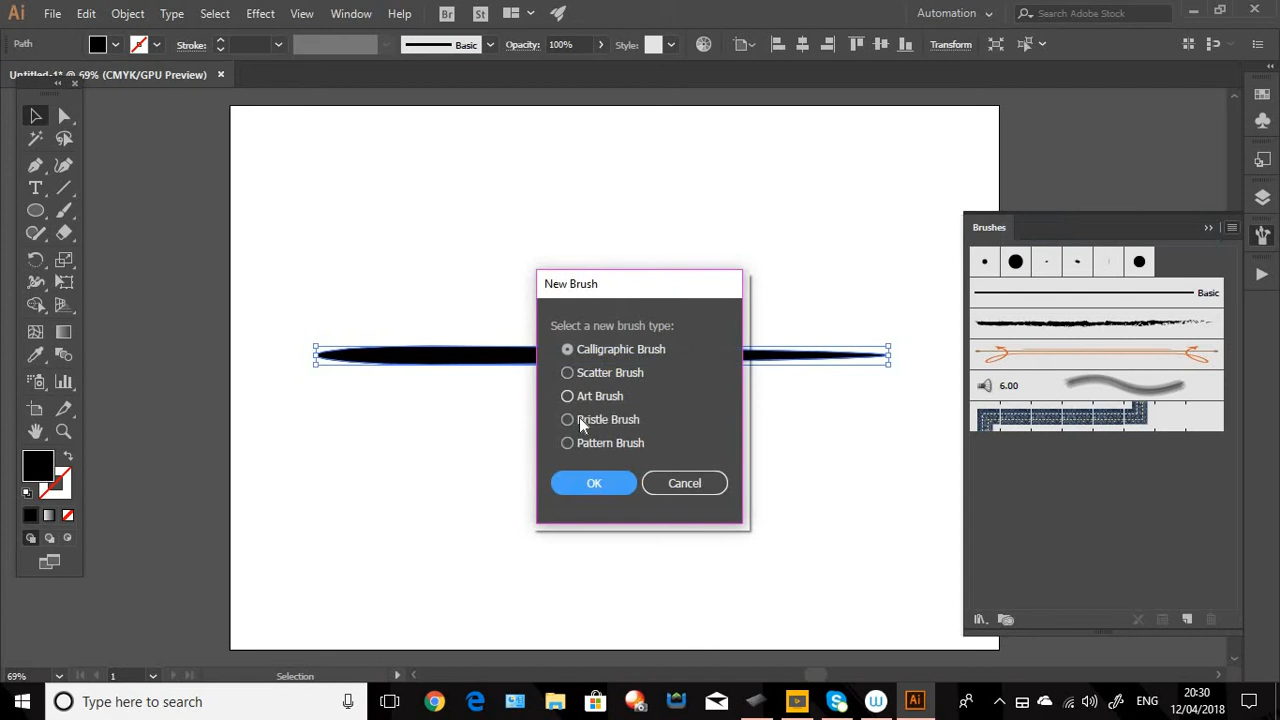 Ai File Edit Object Type Select Effect View Window Help Br St Automation Search Adobe Stock
Path Stroke: Basic Opacity: 100% Style: Transform
Untitled-1* @ 69% (CMYK/GPU Preview)
Brushes
Basic
6.00
New Brush
Select a new brush type:
Calligraphic Brush
Scatter Brush
Art Brush
Bristle Brush
Pattern Brush
OK Cancel
69% 1 Selection
Type here to search
Ai
ENG
20:30
12/04/2018